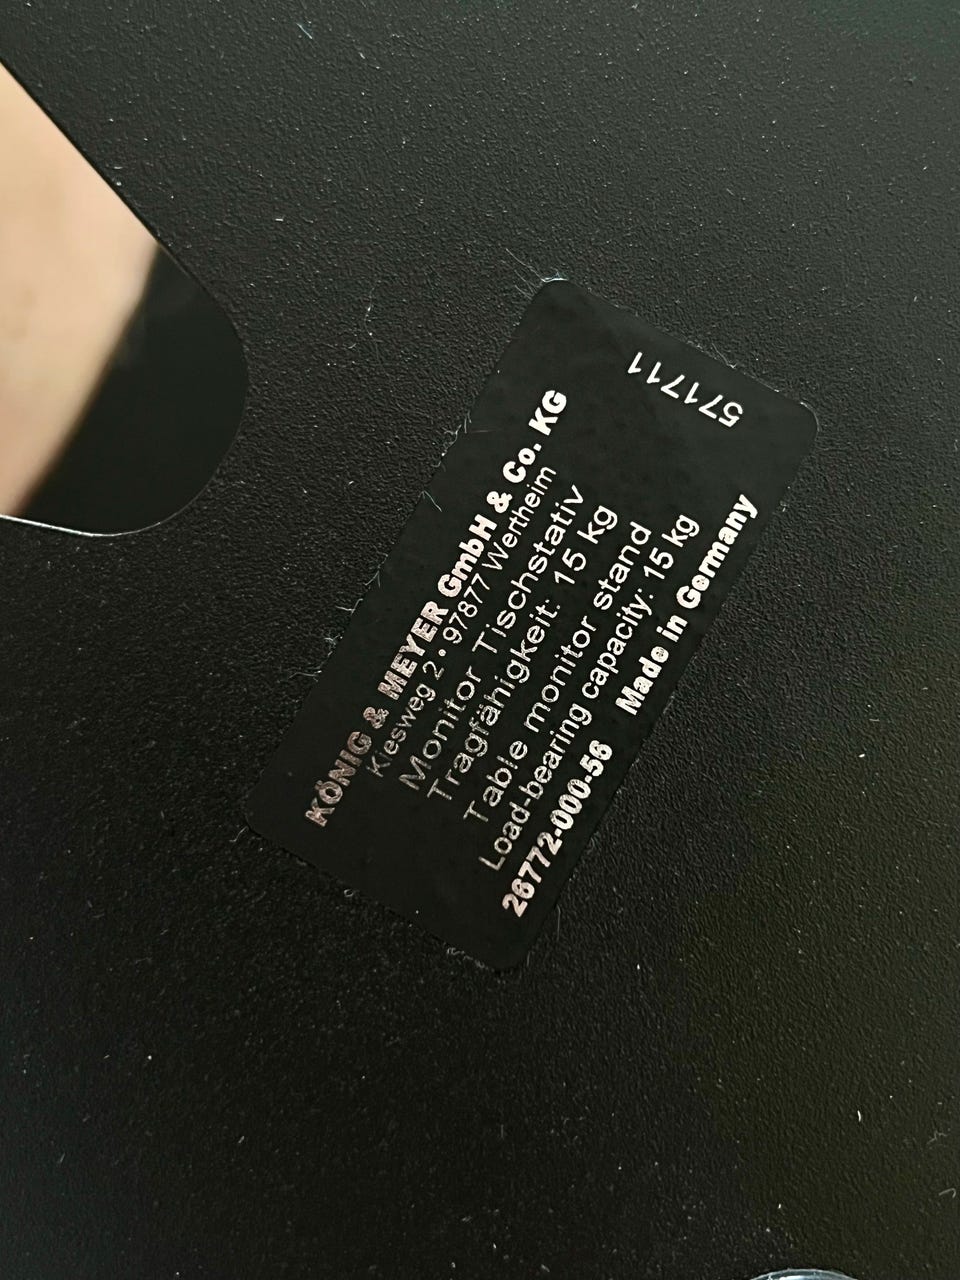 KÖNIG & MEYER GmbH & Co. KG
Kiesweg 2 • 97877 Wertheim
Monitor Tischstativ
Tragfähigkeit: 15 kg
Table monitor stand
Load-bearing capacity: 15 kg
26772-000-56 Made in Germany
571711